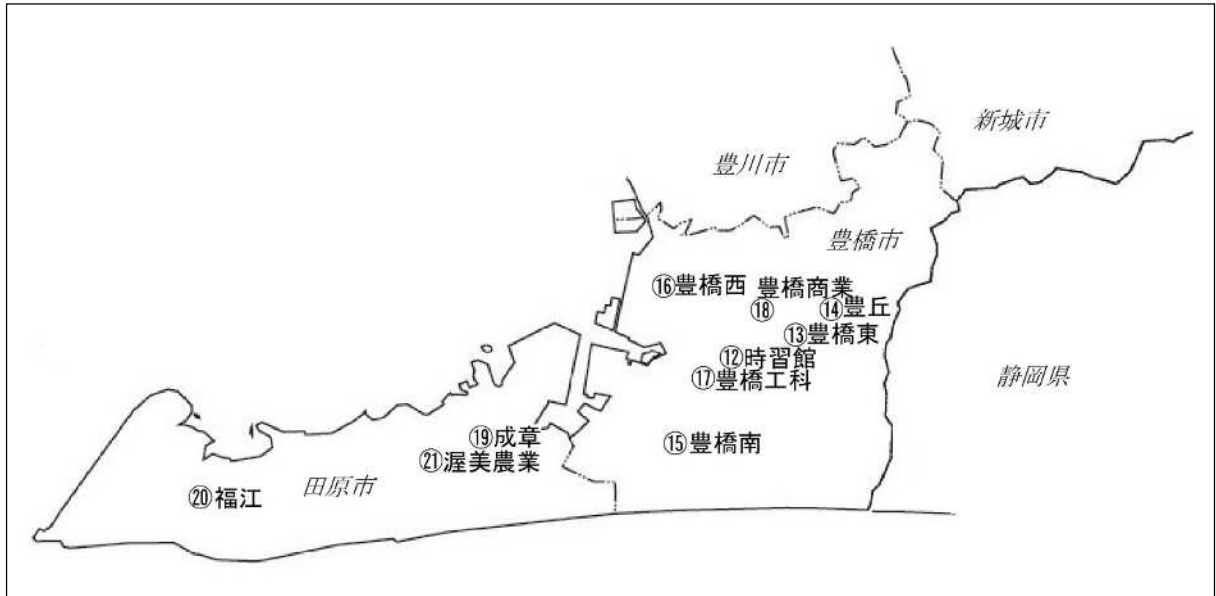 新城市
豊川市
豊橋市
⑯豊橋西
豊橋商業
⑱
⑭豊丘
⑬豊橋東
⑫時習館
⑰豊橋工科
静岡県
⑲成章
⑮豊橋南
㉑渥美農業
田原市
⑳福江